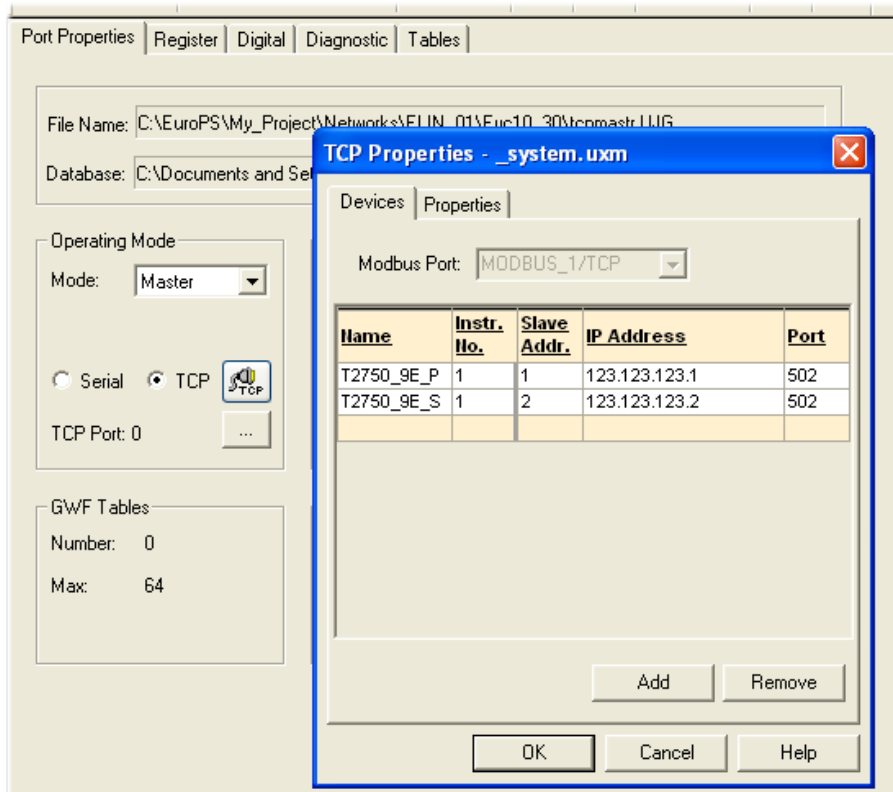 Port Properties Register Digital Diagnostic Tables
File Name: C:\EuroPS\My_Project\Networks\ELIN_01\Euc10_30\tcpmastr.UJG
Database: C:\Documents and Set
Operating Mode
Mode: Master
Serial TCP TCP
TCP Port: 0 ...
GWF Tables
Number: 0
Max: 64
TCP Properties - _system.uxm
Devices Properties
Modbus Port: MODBUS_1/TCP
Name Instr. No. Slave Addr. IP Address Port
T2750_9E_P 1 1 123.123.123.1 502
T2750_9E_S 1 2 123.123.123.2 502
Add Remove
OK Cancel Help